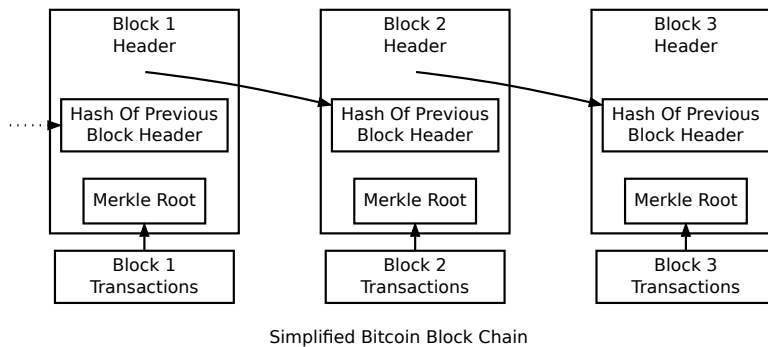 Block 1
Header
Hash Of Previous
Block Header
Merkle Root
Block 1
Transactions
Block 2
Header
Hash Of Previous
Block Header
Merkle Root
Block 2
Transactions
Block 3
Header
Hash Of Previous
Block Header
Merkle Root
Block 3
Transactions
Simplified Bitcoin Block Chain